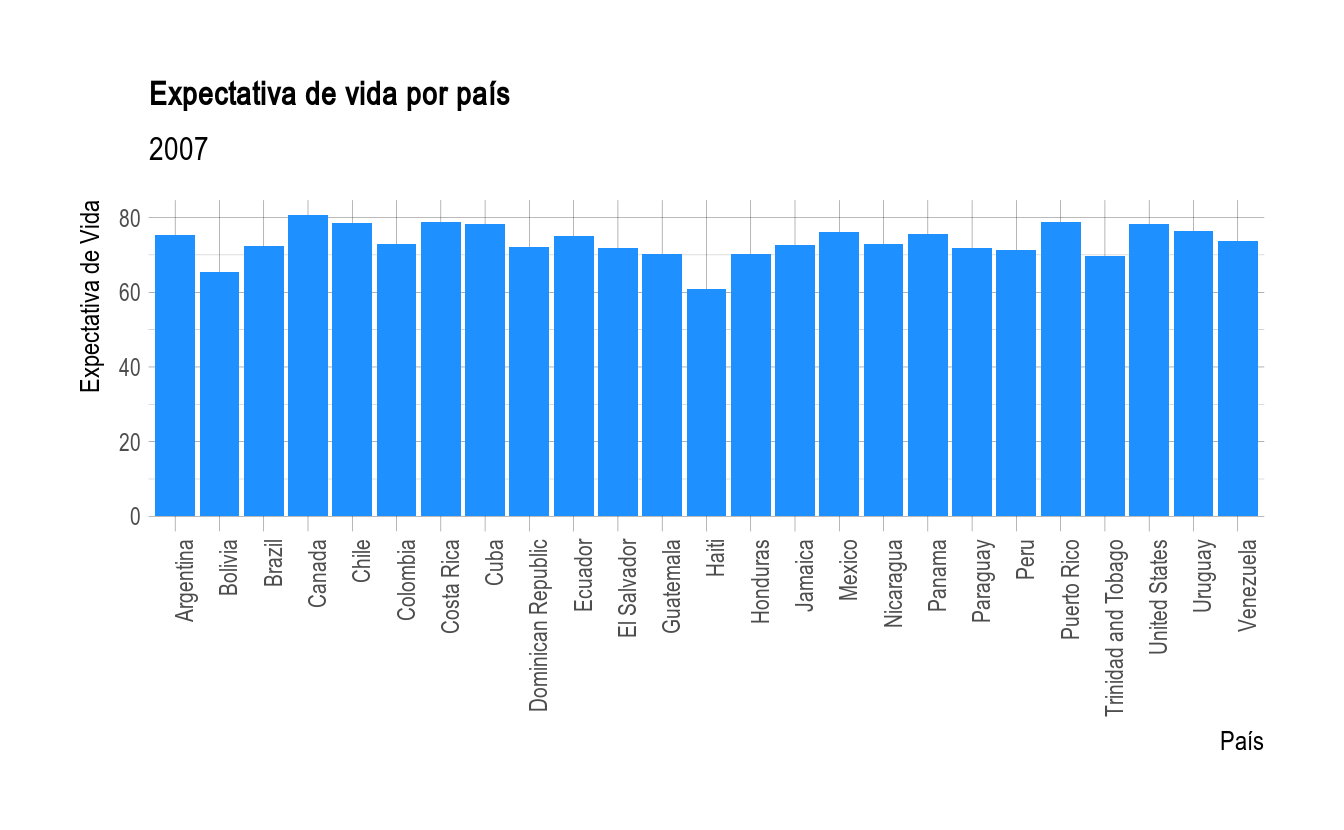 Expectativa de vida por país
2007
Expectativa de Vida
80
60
40
20
0
Argentina
Bolivia
Brazil
Canada
Chile
Colombia
Costa Rica
Cuba
Dominican Republic
Ecuador
El Salvador
Guatemala
Haiti
Honduras
Jamaica
Mexico
Nicaragua
Panama
Paraguay
Peru
Puerto Rico
Trinidad and Tobago
United States
Uruguay
Venezuela
País